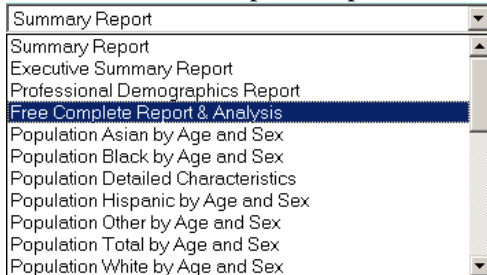 Summary Report
Summary Report
Executive Summary Report
Professional Demographics Report
Free Complete Report & Analysis
Population Asian by Age and Sex
Population Black by Age and Sex
Population Detailed Characteristics
Population Hispanic by Age and Sex
Population Other by Age and Sex
Population Total by Age and Sex
Population White by Age and Sex